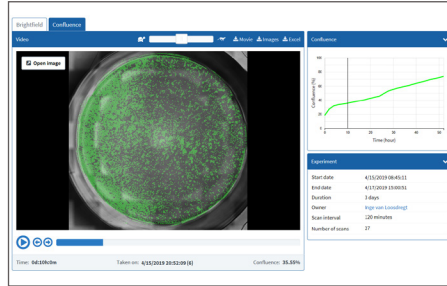 Brightfield Confluence
Video Movie Images Excel
Open image
Time: 0d:10h:0m Taken on: 4/15/2019 20:52:09 [6] Confluence: 35.55%
Confluence
Confluence (%)
100
80
60
40
20
0 10 20 30 40 50
Time [hour]
Experiment
Start date 4/15/2019 08:45:11
End date 4/17/2019 15:00:51
Duration 3 days
Owner
Scan interval 120 minutes
Number of scans 37